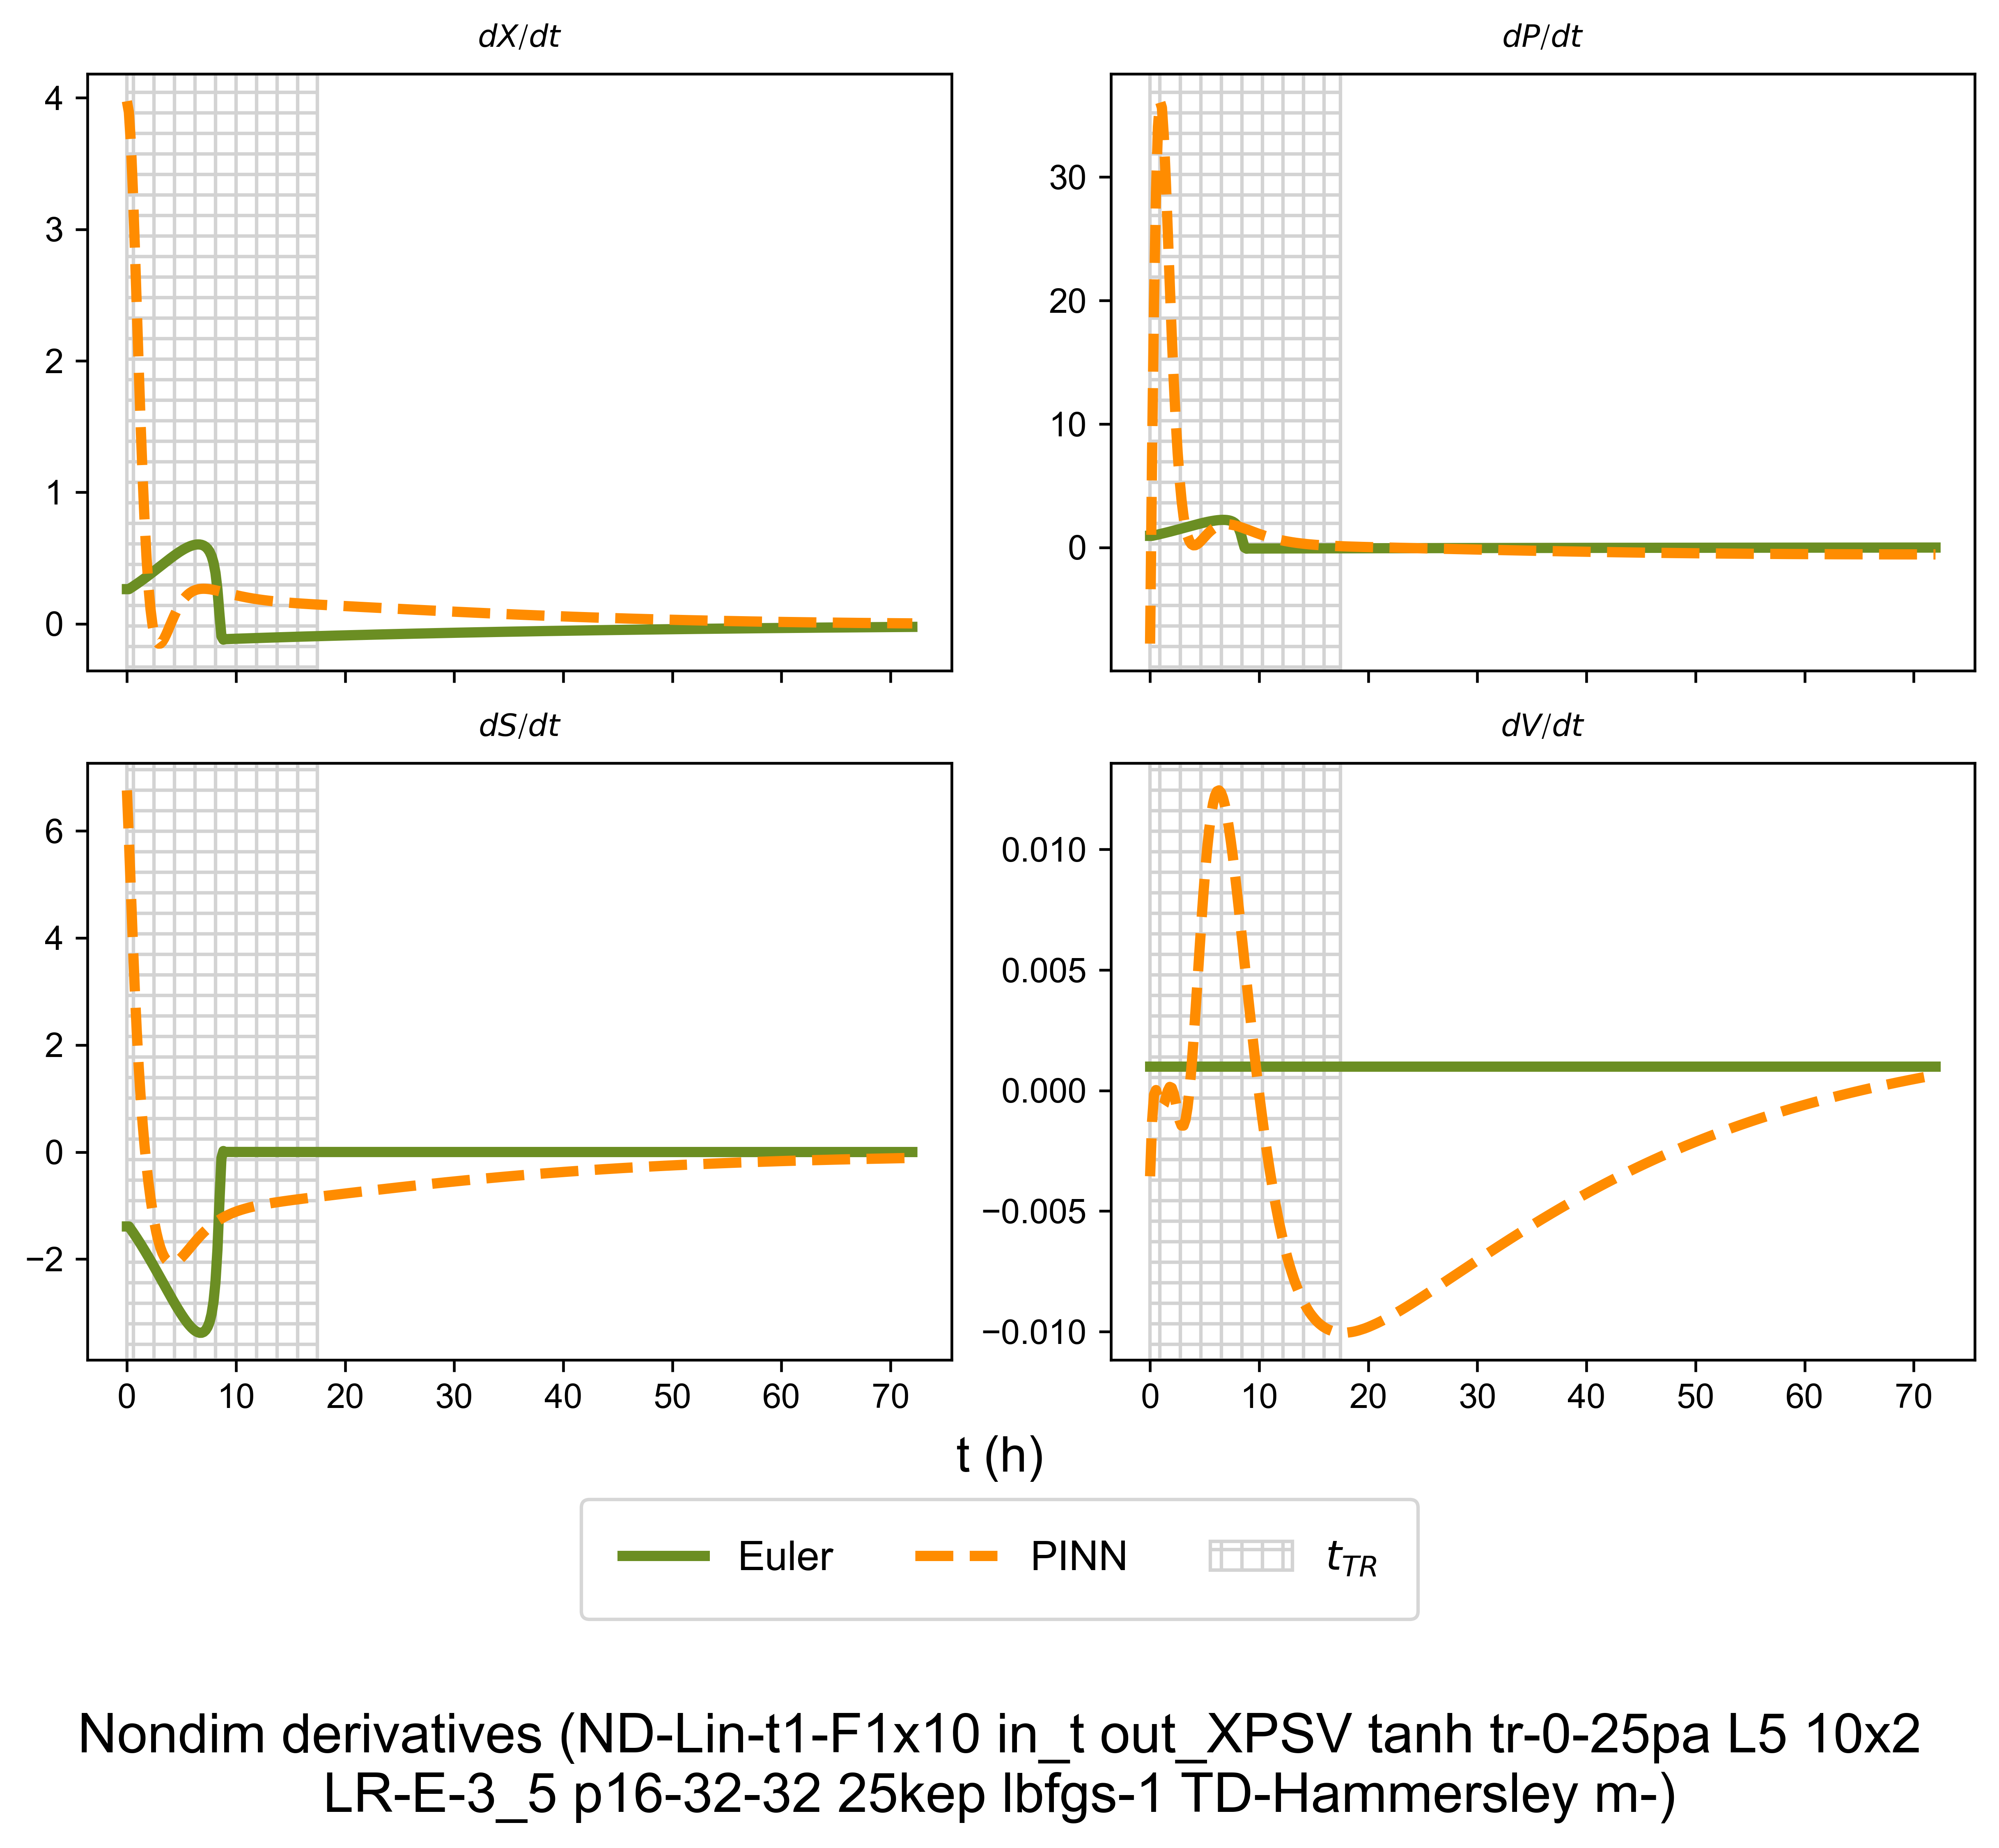 dX/dt
dP/dt
4
3
2
1
0
30
20
10
0
dS/dt
dV/dt
6
4
2
0
−2
0.010
0.005
0.000
−0.005
−0.010
0 10 20 30 40 50 60 70
0 10 20 30 40 50 60 70
t (h)
Euler PINN t_TR
Nondim derivatives (ND-Lin-t1-F1x10 in_t out_XPSV tanh tr-0-25pa L5 10x2
LR-E-3_5 p16-32-32 25kep lbfgs-1 TD-Hammersley m-)